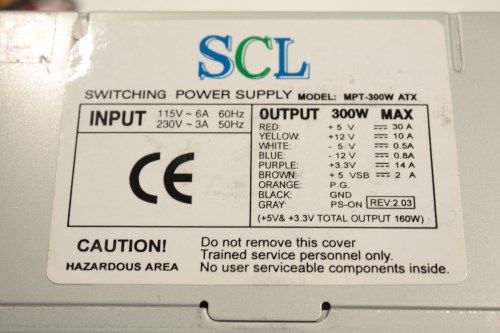 SCL
SWITCHING POWER SUPPLY MODEL: MPT-300W ATX
INPUT 115V ~ 6A 60Hz
230V ~ 3A 50Hz
CE
OUTPUT 300W MAX
RED: + 5 V 30 A
YELLOW: +12 V 10 A
WHITE: - 5 V 0.5A
BLUE: - 12V 0.8A
PURPLE: +3.3V 14 A
BROWN: + 5 VSB 2 A
ORANGE: P.G.
BLACK: GND
GRAY PS-ON REV:2.03
(+5V& +3.3V TOTAL OUTPUT 160W)
CAUTION!
HAZARDOUS AREA
Do not remove this cover
Trained service personnel only.
No user serviceable components inside.